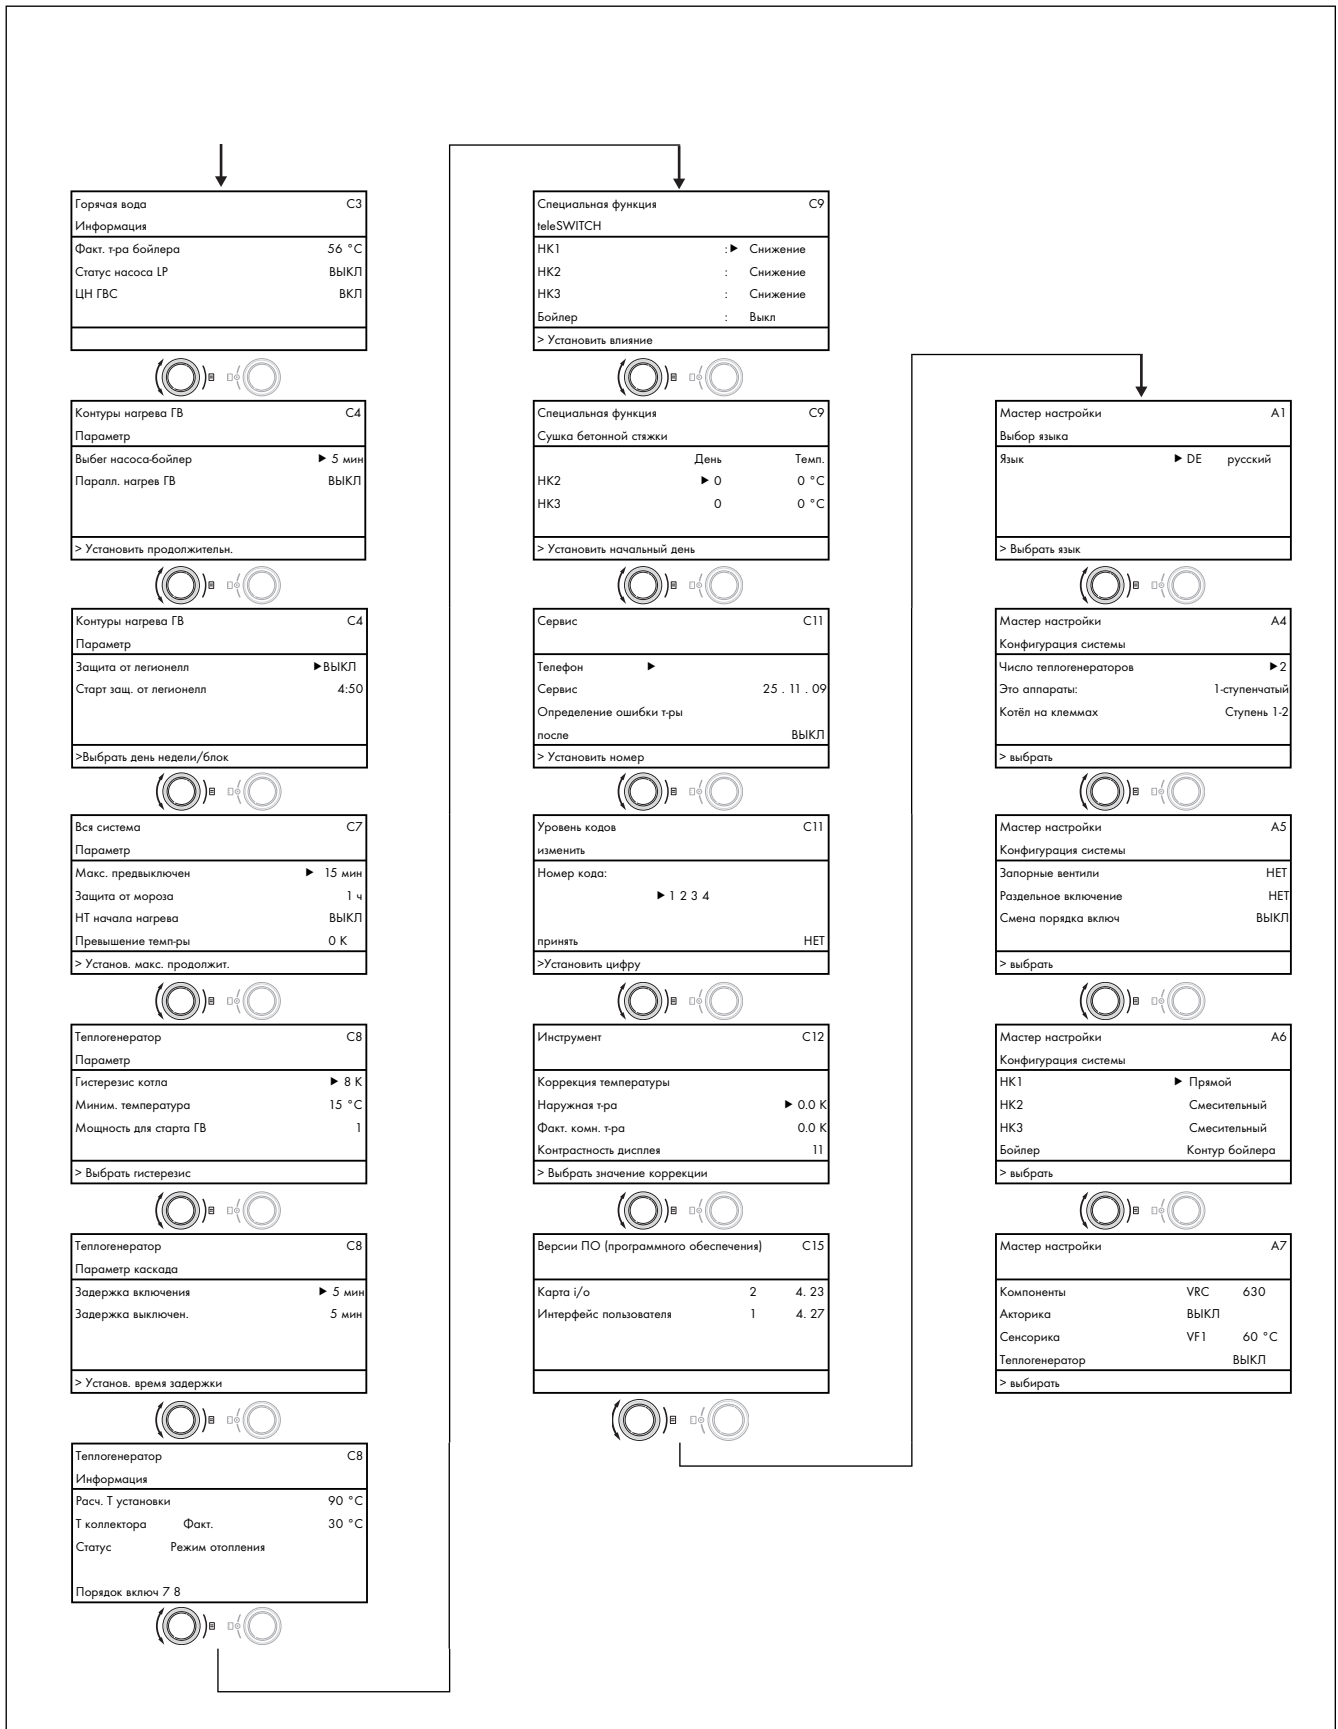 Горячая вода C3
Информация
Факт. т-ра бойлера 56 °C
Статус насоса LP ВЫКЛ
ЦН ГВС ВКЛ
Контуры нагрева ГВ C4
Параметр
Выбег насоса-бойлер ▶ 5 мин
Паралл. нагрев ГВ ВЫКЛ
> Установить продолжительн.
Контуры нагрева ГВ C4
Параметр
Защита от легионелл ▶ВЫКЛ
Старт защ. от легионелл 4:50
>Выбрать день недели/блок
Вся система C7
Параметр
Макс. предвыключен ▶ 15 мин
Защита от мороза 1 ч
НТ начала нагрева ВЫКЛ
Превышение темп-ры 0 K
> Установ. макс. продолжит.
Теплогенератор C8
Параметр
Гистерезис котла ▶ 8 K
Миним. температура 15 °C
Мощность для старта ГВ 1
> Выбрать гистерезис
Теплогенератор C8
Параметр каскада
Задержка включения ▶ 5 мин
Задержка выключен. 5 мин
> Установ. время задержки
Теплогенератор C8
Информация
Расч. Т установки 90 °C
Т коллектора Факт. 30 °C
Статус Режим отопления
Порядок включ 7 8
Специальная функция C9
teleSWITCH
НК1 :▶ Снижение
НК2 : Снижение
НК3 : Снижение
Бойлер : Выкл
> Установить влияние
Специальная функция C9
Сушка бетонной стяжки
День Темп.
НК2 ▶ 0 0 °C
НК3 0 0 °C
> Установить начальный день
Сервис C11
Телефон ▶
Сервис 25 . 11 . 09
Определение ошибки т-ры
после ВЫКЛ
> Установить номер
Уровень кодов C11
изменить
Номер кода:
▶ 1 2 3 4
принять НЕТ
>Установить цифру
Инструмент C12
Коррекция температуры
Наружная т-ра ▶ 0.0 K
Факт. комн. т-ра 0.0 K
Контрастность дисплея 11
> Выбрать значение коррекции
Версии ПО (программного обеспечения) C15
Карта i/o 2 4. 23
Интерфейс пользователя 1 4. 27
Мастер настройки A1
Выбор языка
Язык ▶ DE русский
> Выбрать язык
Мастер настройки A4
Конфигурация системы
Число теплогенераторов ▶2
Это аппараты: 1-ступенчатый
Котёл на клеммах Ступень 1-2
> выбрать
Мастер настройки A5
Конфигурация системы
Запорные вентили НЕТ
Раздельное включение НЕТ
Смена порядка включ ВЫКЛ
> выбрать
Мастер настройки A6
Конфигурация системы
НК1 ▶ Прямой
НК2 Смесительный
НК3 Смесительный
Бойлер Контур бойлера
> выбрать
Мастер настройки A7
Компоненты VRC 630
Акторика ВЫКЛ
Сенсорика VF1 60 °C
Теплогенератор ВЫКЛ
> выбирать